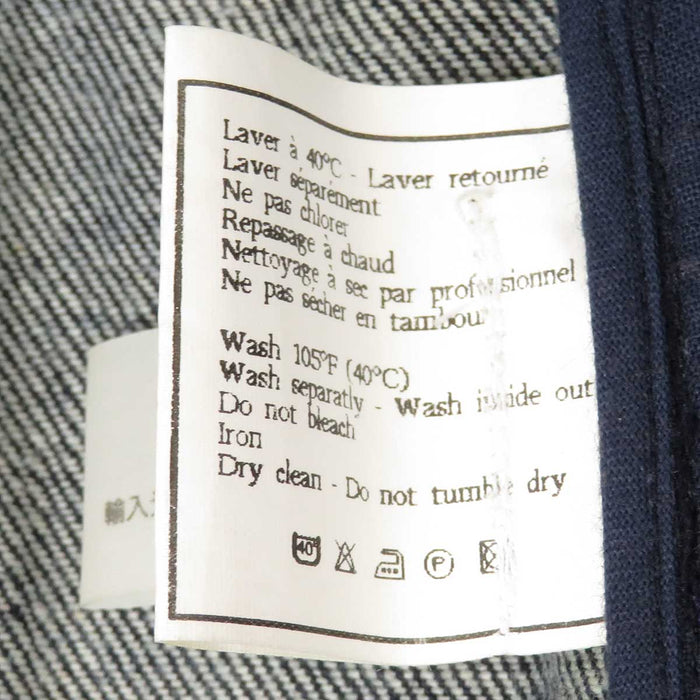 Laver à 40°C - Laver retourné
Laver séparément
Ne pas chlorer
Repassage à chaud
Nettoyage à sec par professionnel
Ne pas sécher en tambour
Wash 105°F (40°C)
Wash separatly - Wash inside out
Do not bleach
Iron
Dry clean - Do not tumble dry
40°
P
輸入